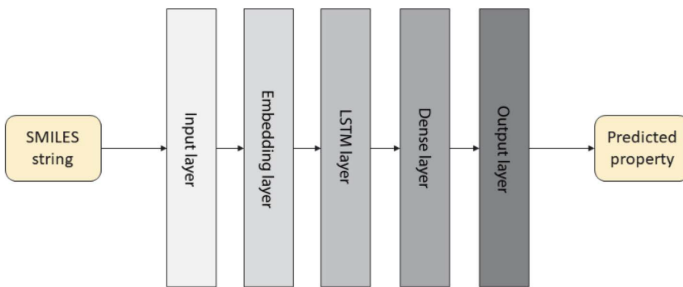 SMILES
string
Input layer
Embedding layer
LSTM layer
Dense layer
Output layer
Predicted
property